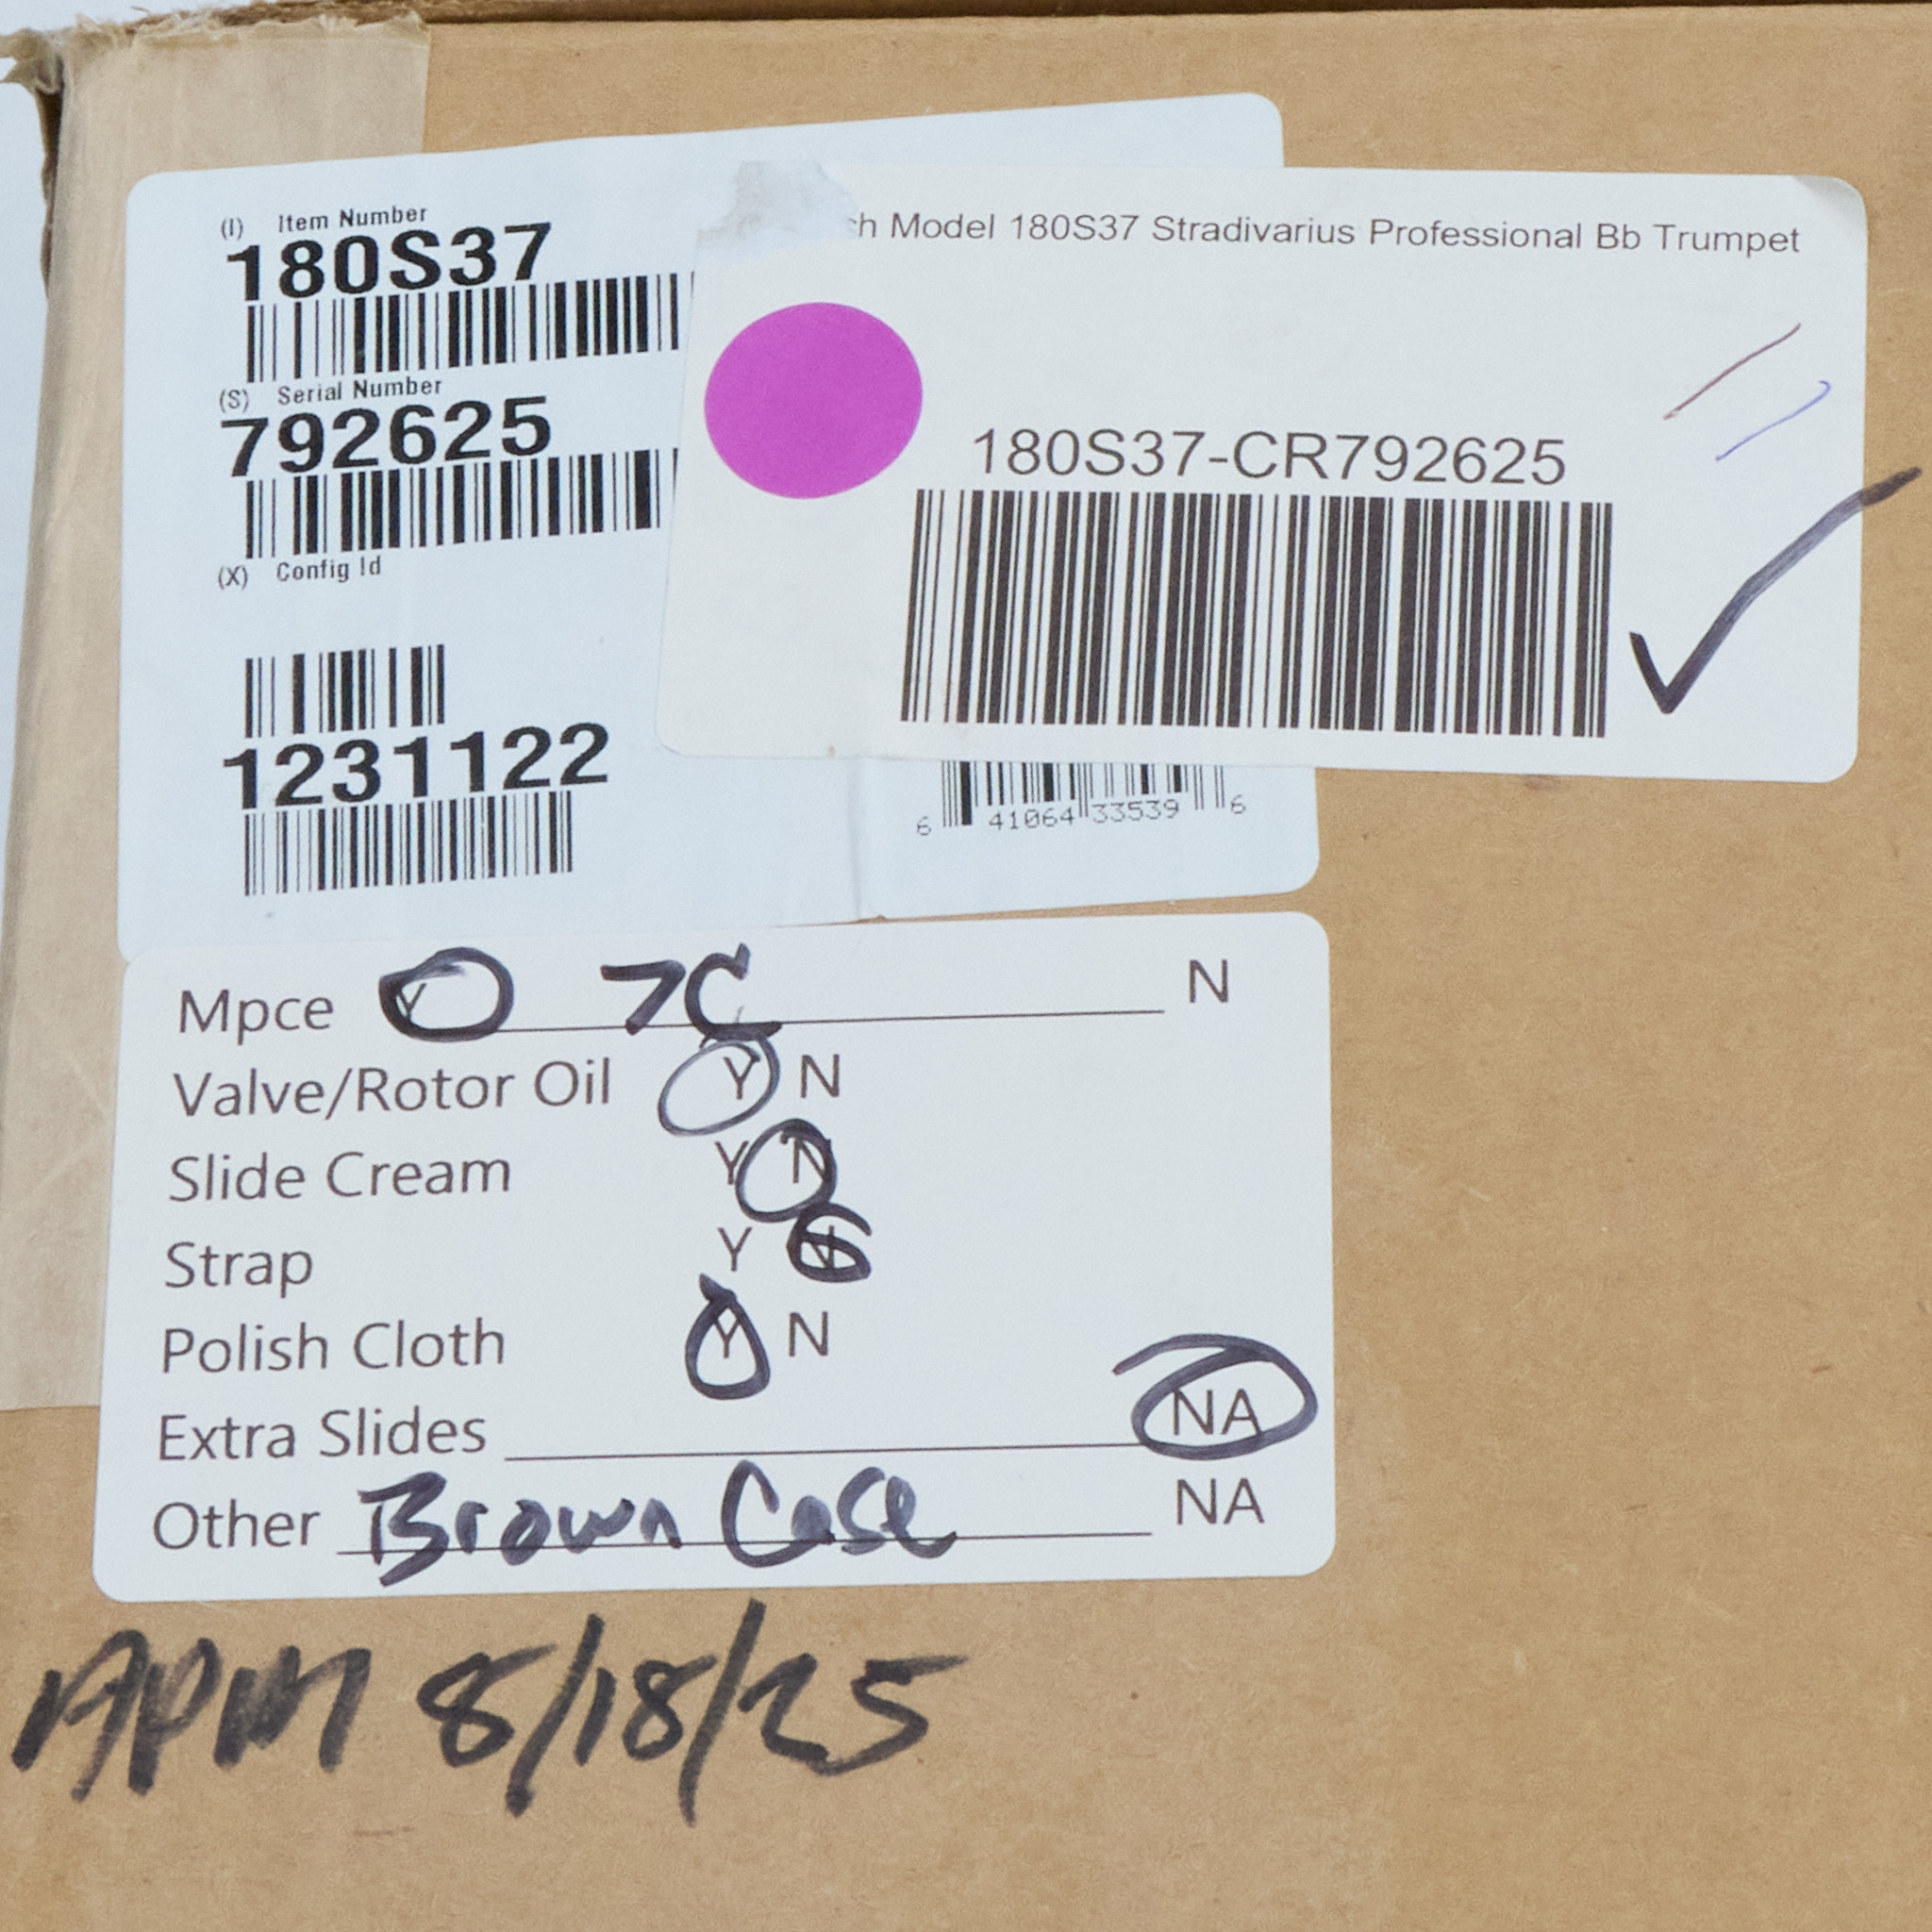 (I) Item Number
180S37
(S) Serial Number
792625
(X) Config Id
1231122
ch Model 180S37 Stradivarius Professional Bb Trumpet
180S37-CR792625
6 41064 33539 6
Mpce Y 7C N
Valve/Rotor Oil Y N
Slide Cream Y N
Strap Y N
Polish Cloth Y N
Extra Slides NA
Other Brown Case NA
APM 8/18/25